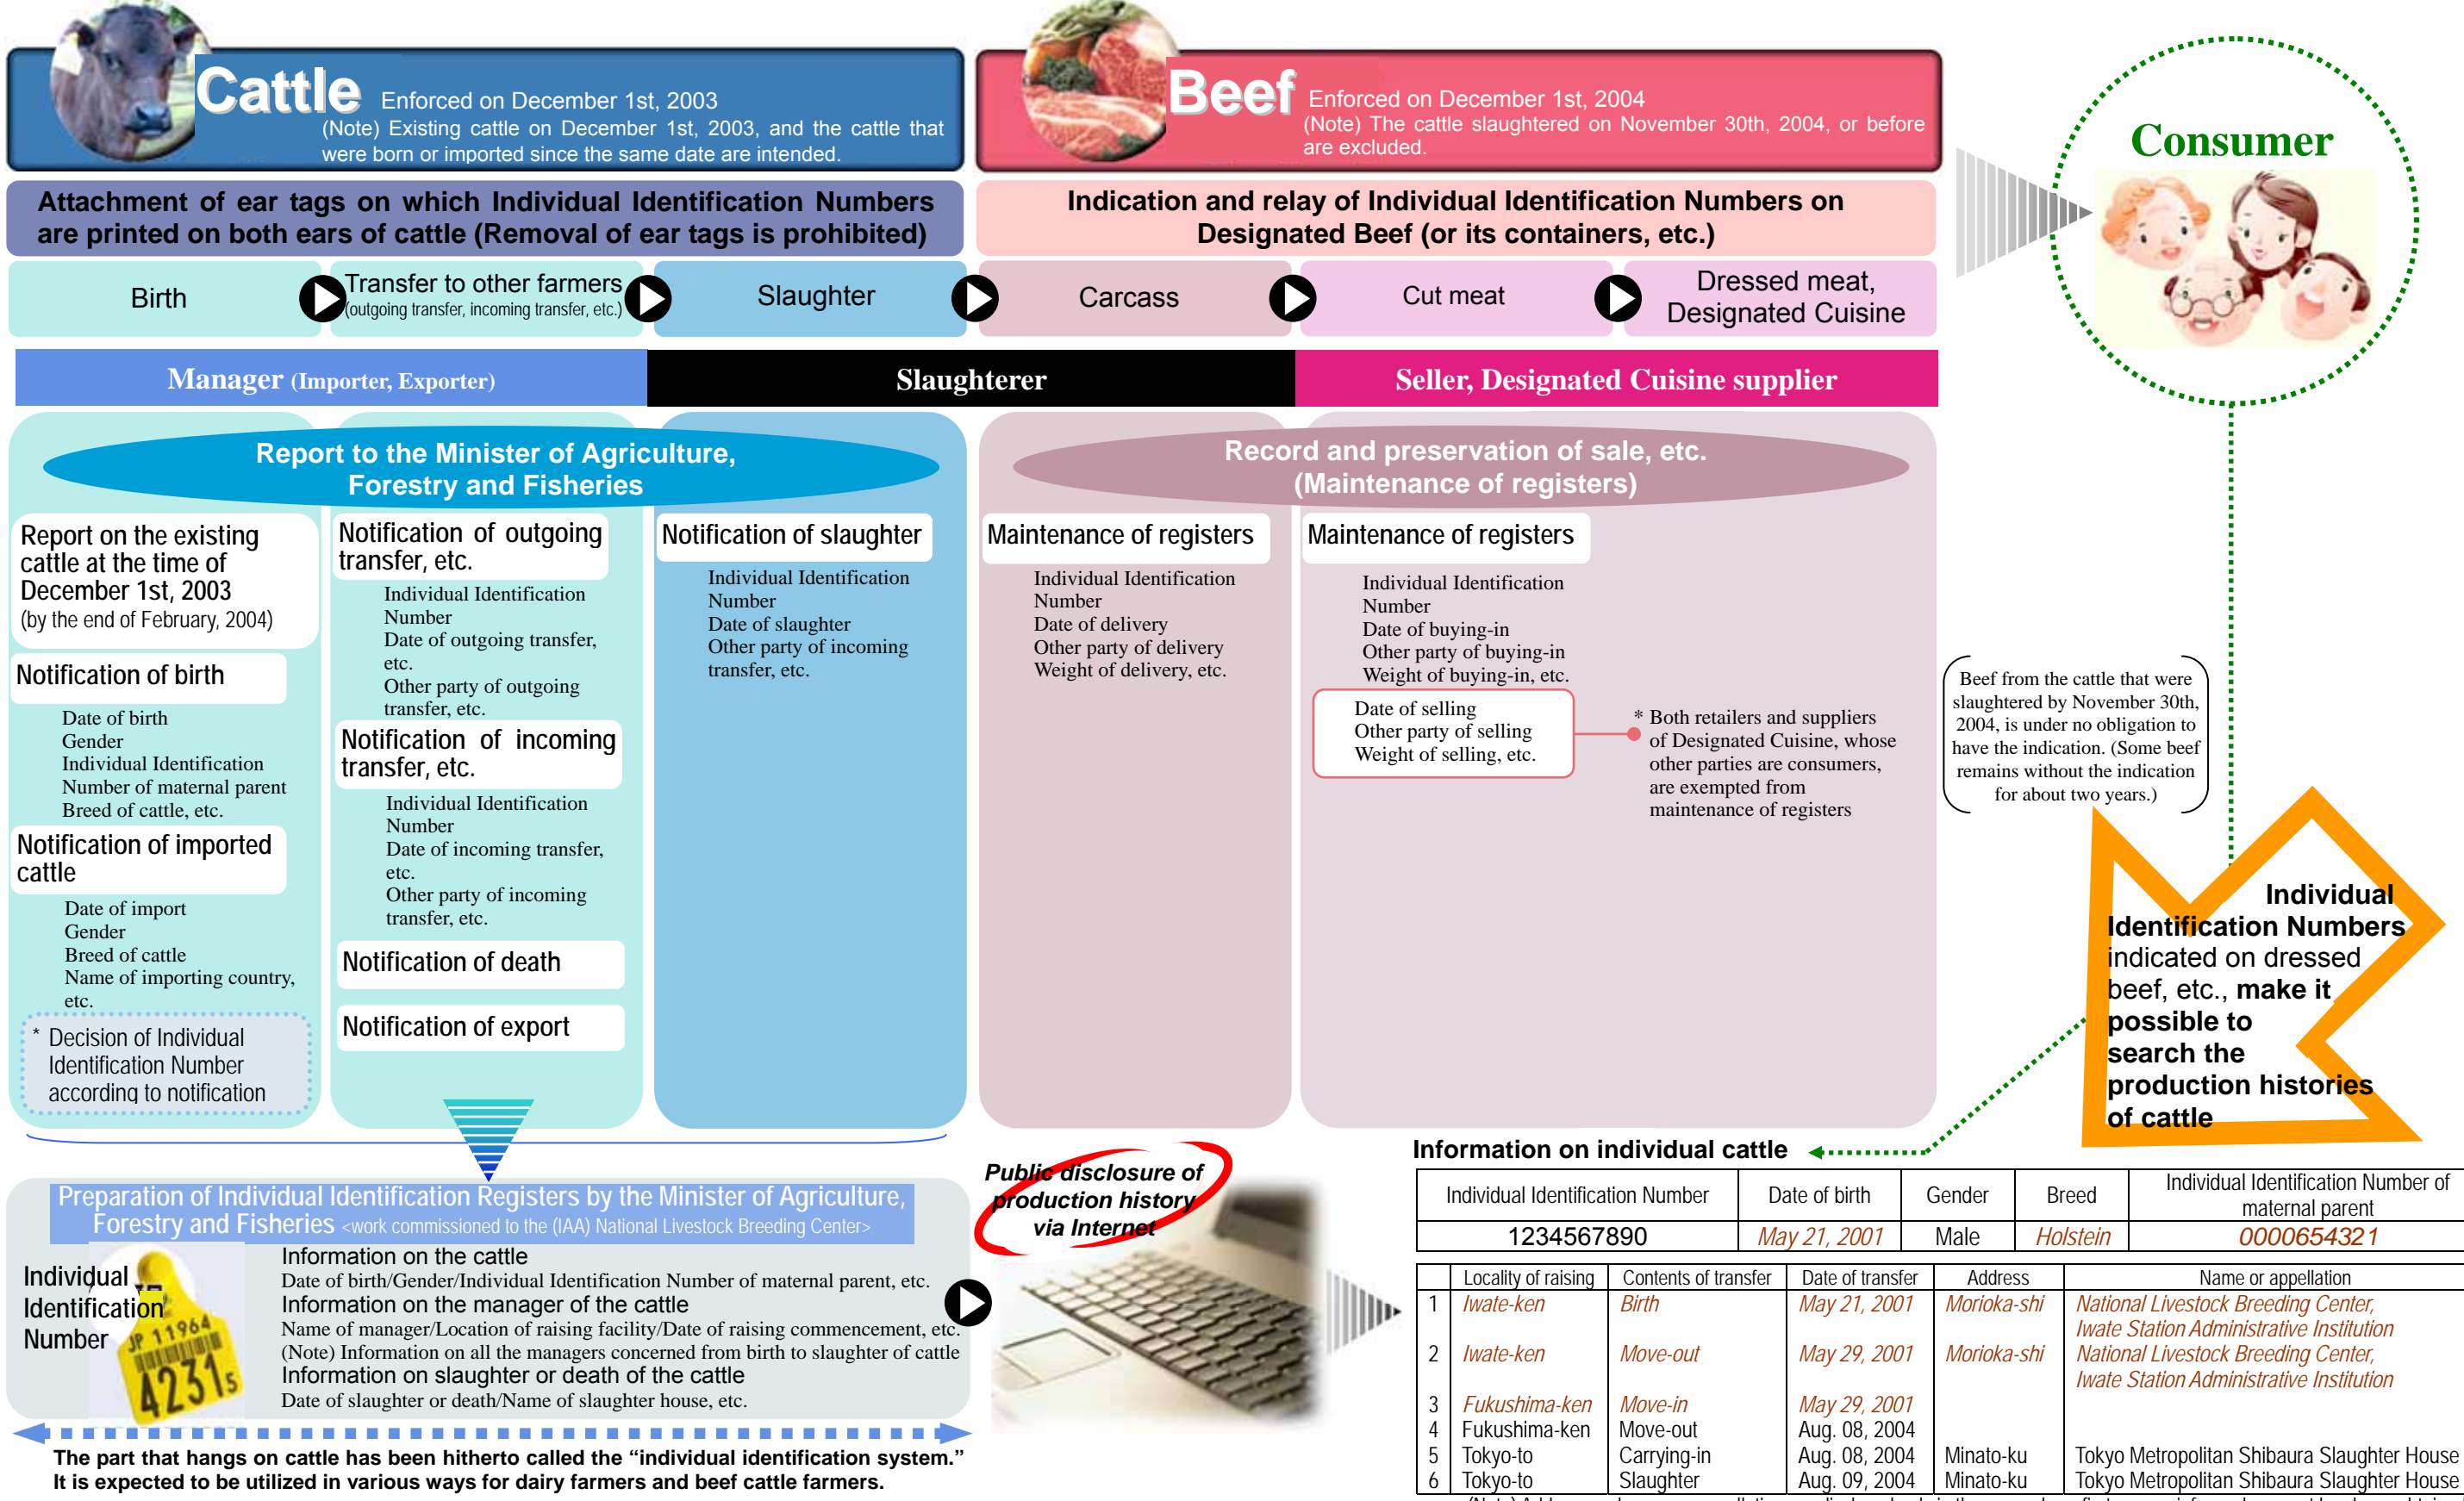 Cattle Enforced on December 1st, 2003
(Note) Existing cattle on December 1st, 2003, and the cattle that
were born or imported since the same date are intended.
Beef Enforced on December 1st, 2004
(Note) The cattle slaughtered on November 30th, 2004, or before
are excluded.
Consumer
Attachment of ear tags on which Individual Identification Numbers
are printed on both ears of cattle (Removal of ear tags is prohibited)
Indication and relay of Individual Identification Numbers on
Designated Beef (or its containers, etc.)
Birth
Transfer to other farmers
(outgoing transfer, incoming transfer, etc.)
Slaughter
Carcass
Cut meat
Dressed meat,
Designated Cuisine
Manager (Importer, Exporter)
Slaughterer
Seller, Designated Cuisine supplier
Report to the Minister of Agriculture,
Forestry and Fisheries
Record and preservation of sale, etc.
(Maintenance of registers)
Report on the existing
cattle at the time of
December 1st, 2003
(by the end of February, 2004)
Notification of birth
Date of birth
Gender
Individual Identification
Number of maternal parent
Breed of cattle, etc.
Notification of imported
cattle
Date of import
Gender
Breed of cattle
Name of importing country,
etc.
* Decision of Individual
Identification Number
according to notification
Notification of outgoing
transfer, etc.
Individual Identification
Number
Date of outgoing transfer,
etc.
Other party of outgoing
transfer, etc.
Notification of incoming
transfer, etc.
Individual Identification
Number
Date of incoming transfer,
etc.
Other party of incoming
transfer, etc.
Notification of death
Notification of export
Notification of slaughter
Individual Identification
Number
Date of slaughter
Other party of incoming
transfer, etc.
Maintenance of registers
Individual Identification
Number
Date of delivery
Other party of delivery
Weight of delivery, etc.
Maintenance of registers
Individual Identification
Number
Date of buying-in
Other party of buying-in
Weight of buying-in, etc.
Date of selling
Other party of selling
Weight of selling, etc.
* Both retailers and suppliers
of Designated Cuisine, whose
other parties are consumers,
are exempted from
maintenance of registers
Beef from the cattle that were
slaughtered by November 30th,
2004, is under no obligation to
have the indication. (Some beef
remains without the indication
for about two years.)
Individual
Identification Numbers
indicated on dressed
beef, etc., make it
possible to
search the
production histories
of cattle
Preparation of Individual Identification Registers by the Minister of Agriculture,
Forestry and Fisheries <work commissioned to the (IAA) National Livestock Breeding Center>
Individual
Identification
Number
JP 11964
4231 5
Information on the cattle
Date of birth/Gender/Individual Identification Number of maternal parent, etc.
Information on the manager of the cattle
Name of manager/Location of raising facility/Date of raising commencement, etc.
(Note) Information on all the managers concerned from birth to slaughter of cattle
Information on slaughter or death of the cattle
Date of slaughter or death/Name of slaughter house, etc.
The part that hangs on cattle has been hitherto called the “individual identification system.”
It is expected to be utilized in various ways for dairy farmers and beef cattle farmers.
Public disclosure of
production history
via Internet
Information on individual cattle
Individual Identification Number Date of birth Gender Breed Individual Identification Number of
maternal parent
1234567890 May 21, 2001 Male Holstein 0000654321
Locality of raising Contents of transfer Date of transfer Address Name or appellation
1 Iwate-ken Birth May 21, 2001 Morioka-shi National Livestock Breeding Center,
Iwate Station Administrative Institution
2 Iwate-ken Move-out May 29, 2001 Morioka-shi National Livestock Breeding Center,
Iwate Station Administrative Institution
3 Fukushima-ken Move-in May 29, 2001
4 Fukushima-ken Move-out Aug. 08, 2004
5 Tokyo-to Carrying-in Aug. 08, 2004 Minato-ku Tokyo Metropolitan Shibaura Slaughter House
6 Tokyo-to Slaughter Aug. 09, 2004 Minato-ku Tokyo Metropolitan Shibaura Slaughter House